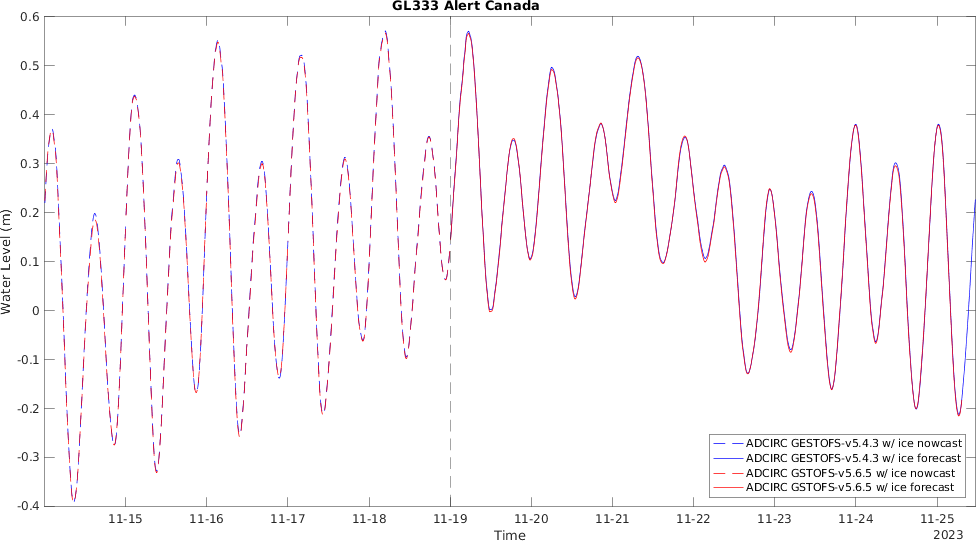 GL333 Alert Canada
0.6
0.5
0.4
0.3
0.2
0.1
0
-0.1
-0.2
-0.3
-0.4
Water Level (m)
ADCIRC GESTOFS-v5.4.3 w/ ice nowcast
ADCIRC GESTOFS-v5.4.3 w/ ice forecast
ADCIRC GSTOFS-v5.6.5 w/ ice nowcast
ADCIRC GSTOFS-v5.6.5 w/ ice forecast
11-15 11-16 11-17 11-18 11-19 11-20 11-21 11-22 11-23 11-24 11-25
Time
2023